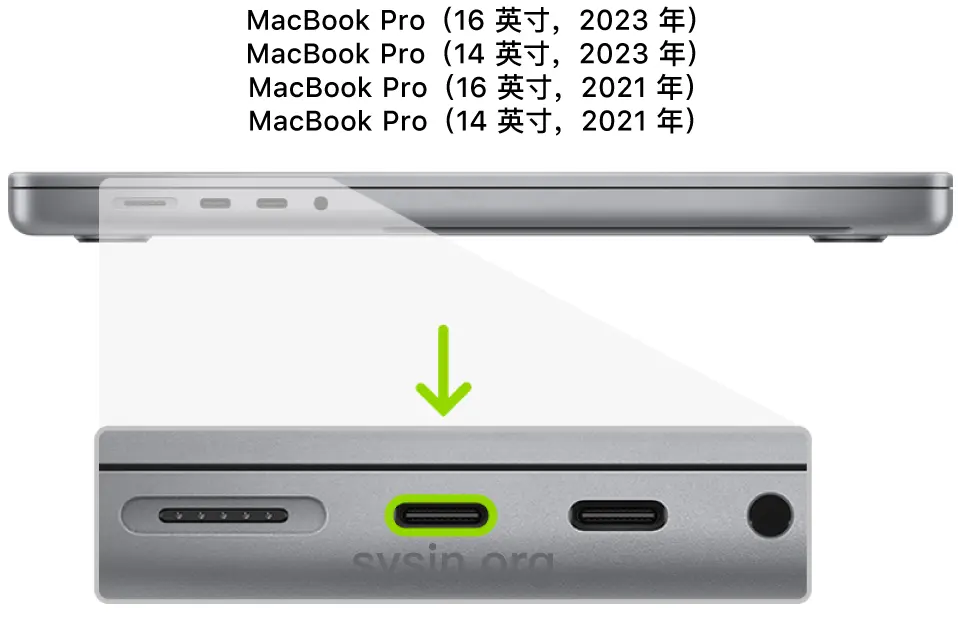 MacBook Pro（16 英寸，2023 年）
MacBook Pro（14 英寸，2023 年）
MacBook Pro（16 英寸，2021 年）
MacBook Pro（14 英寸，2021 年）
sysin.org